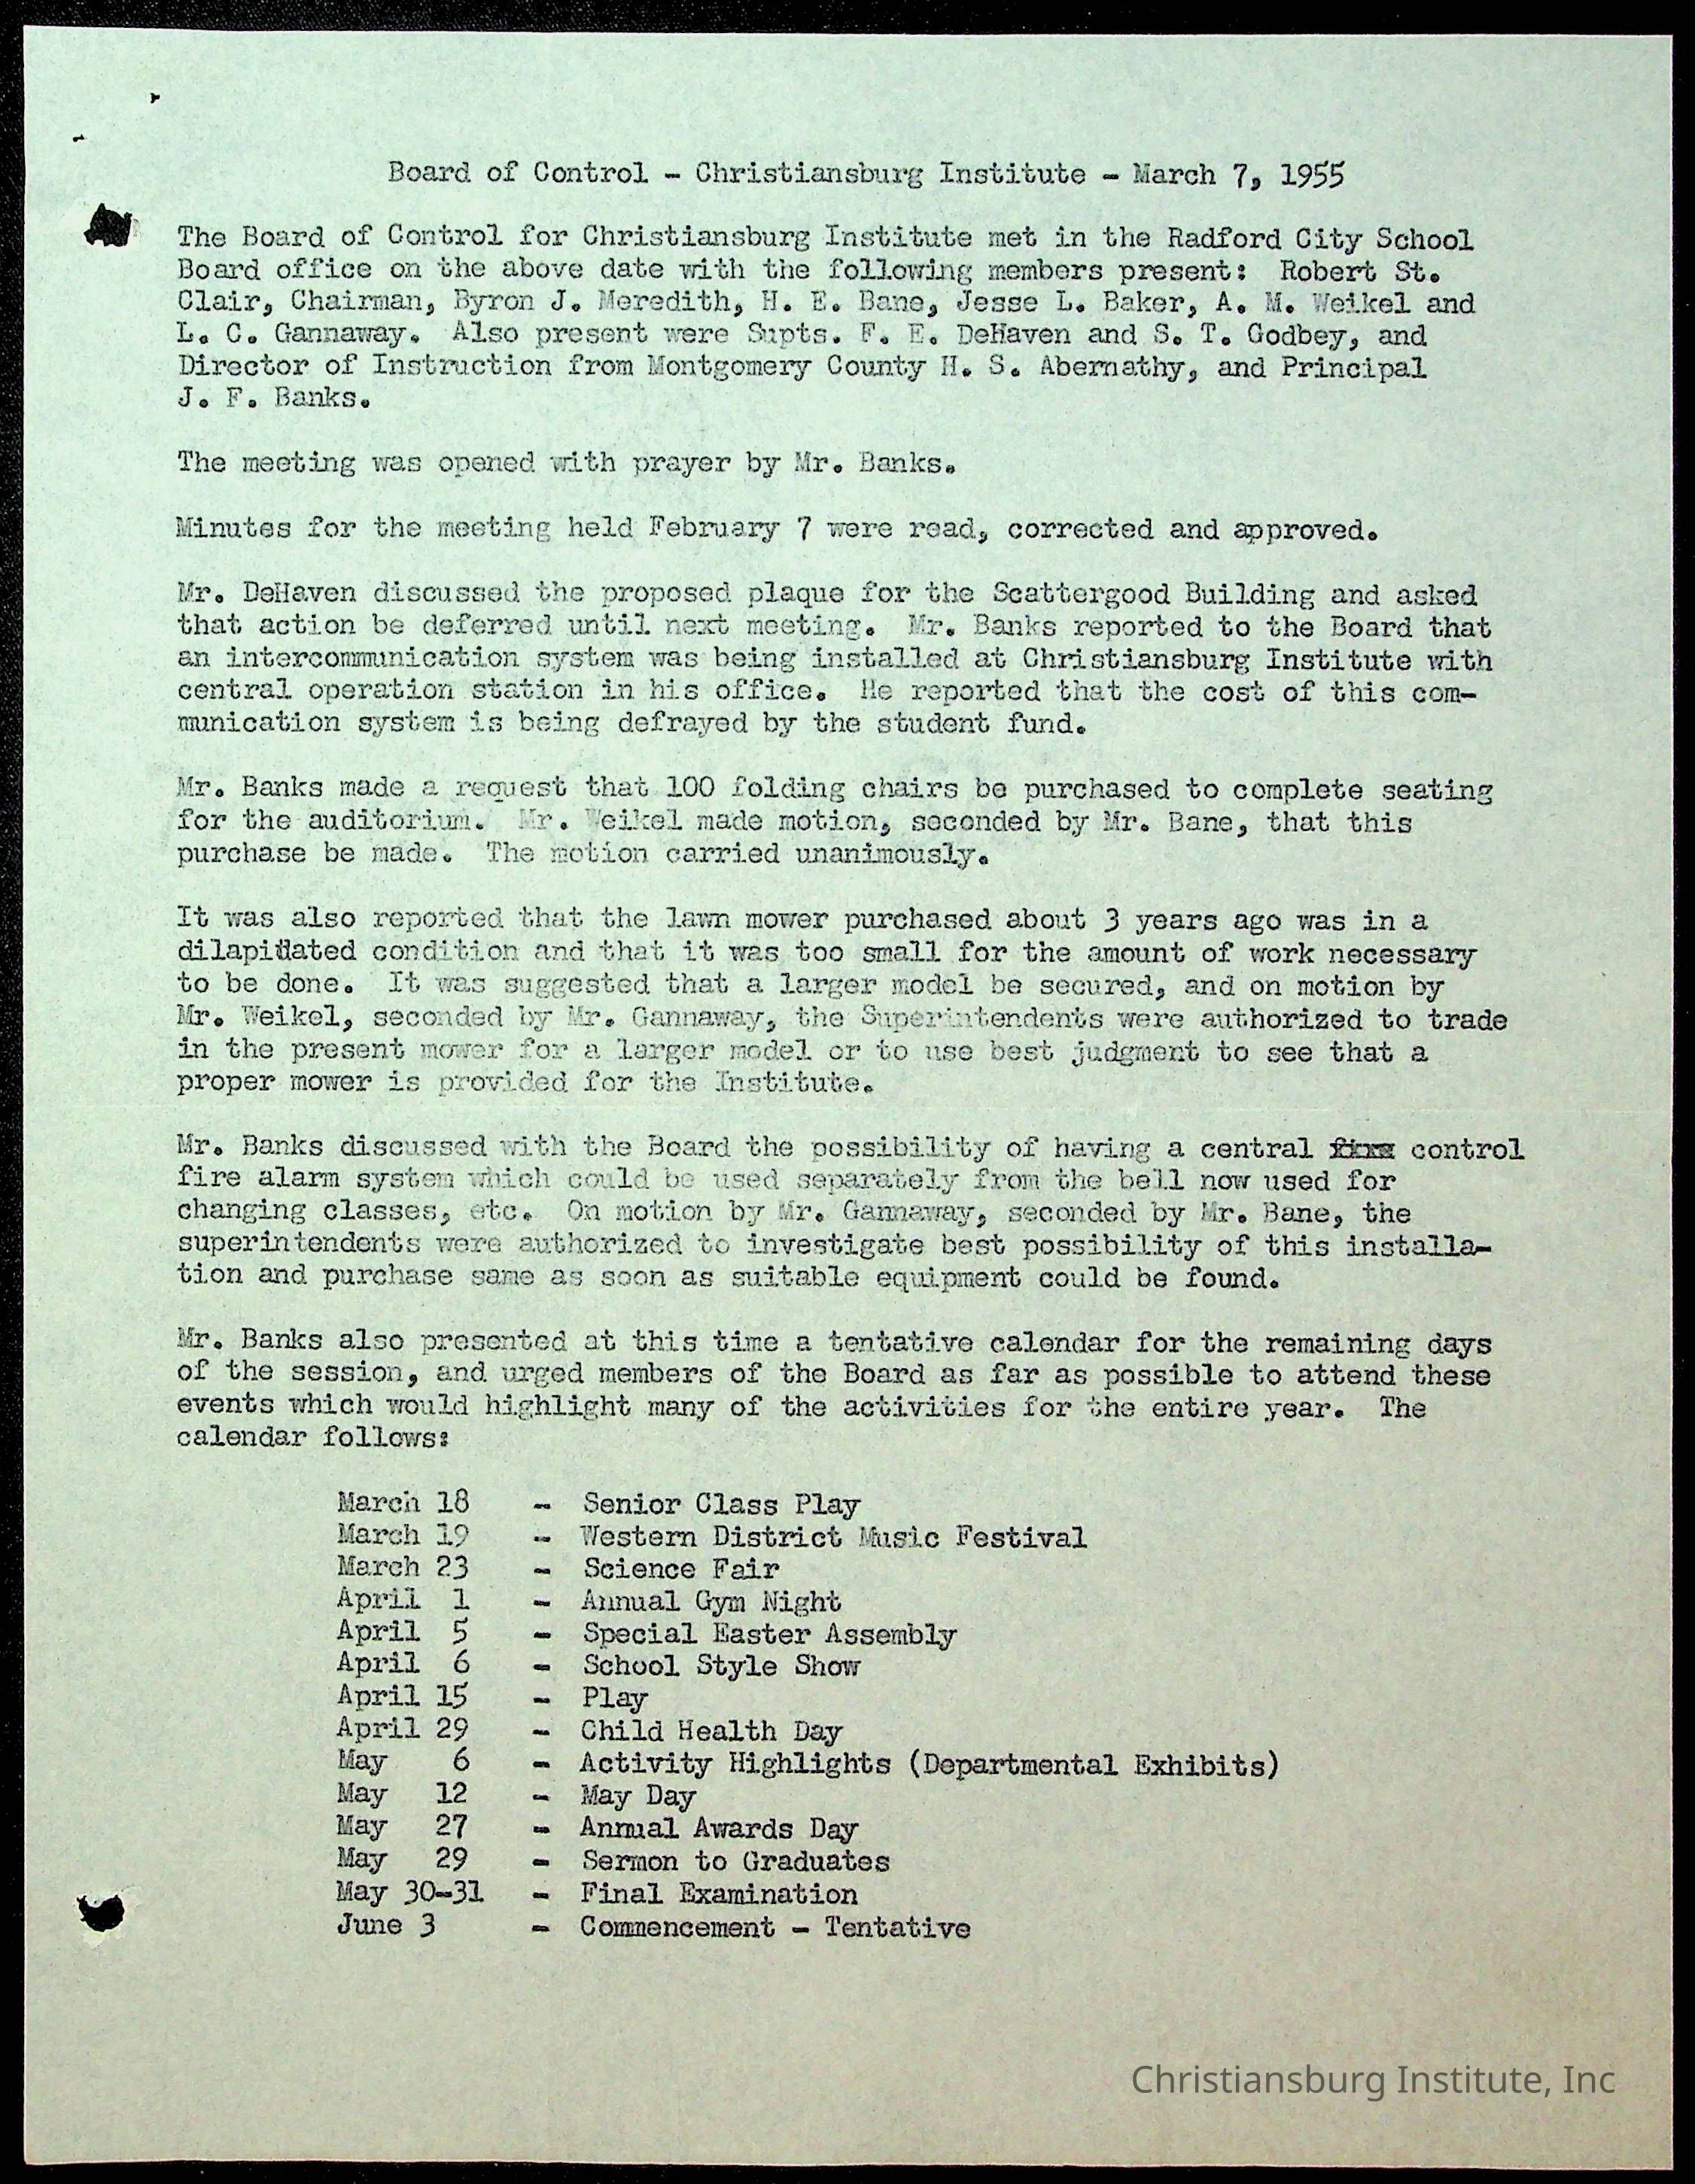 Board of Control - Christiansburg Institute - March 7, 1955
The Board of Control for Christiansburg Institute met in the Radford City School
Board office on the above date with the following members present: Robert St.
Clair, Chairman, Byron J. Meredith, H. E. Bane, Jesse L. Baker, A. M. Weikel and
L. C. Gannaway. Also present were Supts. F. E. DeHaven and S. T. Godbey, and
Director of Instruction from Montgomery County H. S. Abernathy, and Principal
J. F. Banks.
The meeting was opened with prayer by Mr. Banks.
Minutes for the meeting held February 7 were read, corrected and approved.
Mr. DeHaven discussed the proposed plaque for the Scattergood Building and asked
that action be deferred until next meeting. Mr. Banks reported to the Board that
an intercommunication system was being installed at Christiansburg Institute with
central operation station in his office. He reported that the cost of this com-
munication system is being defrayed by the student fund.
Mr. Banks made a request that 100 folding chairs be purchased to complete seating
for the auditorium. Mr. Weikel made motion, seconded by Mr. Bane, that this
purchase be made. The motion carried unanimously.
It was also reported that the lawn mower purchased about 3 years ago was in a
dilapidated condition and that it was too small for the amount of work necessary
to be done. It was suggested that a larger model be secured, and on motion by
Mr. Weikel, seconded by Mr. Gannaway, the Superintendents were authorized to trade
in the present mower for a larger model or to use best judgment to see that a
proper mower is provided for the Institute.
Mr. Banks discussed with the Board the possibility of having a central control
fire alarm system which could be used separately from the bell now used for
changing classes, etc. On motion by Mr. Gannaway, seconded by Mr. Bane, the
superintendents were authorized to investigate best possibility of this installa-
tion and purchase same as soon as suitable equipment could be found.
Mr. Banks also presented at this time a tentative calendar for the remaining days
of the session, and urged members of the Board as far as possible to attend these
events which would highlight many of the activities for the entire year. The
calendar follows:
March 18 - Senior Class Play
March 19 - Western District Music Festival
March 23 - Science Fair
April 1 - Annual Gym Night
April 5 - Special Easter Assembly
April 6 - School Style Show
April 15 - Play
April 29 - Child Health Day
May 6 - Activity Highlights (Departmental Exhibits)
May 12 - May Day
May 27 - Annual Awards Day
May 29 - Sermon to Graduates
May 30-31 - Final Examination
June 3 - Commencement - Tentative
Christiansburg Institute, Inc